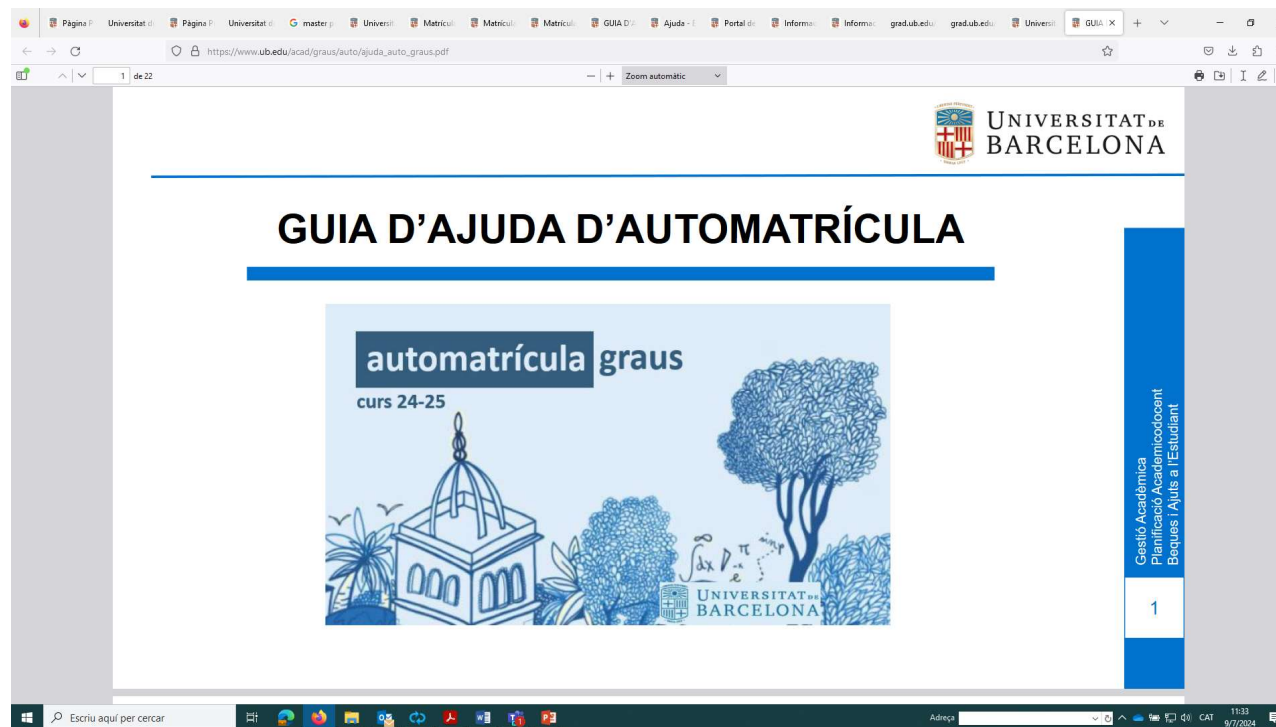 Pàgina P
Universitat d
Pàgina P
Universitat d
master p
Universit
Matrícul
Matrícul
Matrícul
GUIA D'
Ajuda -
Portal de
Informac
Informac
grad.ub.edu/
grad.ub.edu
Universit
GUIA
https://www.ub.edu/acad/graus/auto/ajuda_auto_graus.pdf
1 de 22
Zoom automàtic
UNIVERSITAT DE
BARCELONA
GUIA D’AJUDA D’AUTOMATRÍCULA
automatrícula graus
curs 24-25
UNIVERSITAT DE
BARCELONA
Gestió Acadèmica
Planificació Academicodocent
Beques i Ajuts a l'Estudiant
1
Escriu aquí per cercar
Adreça
CAT
11:33
9/7/2024